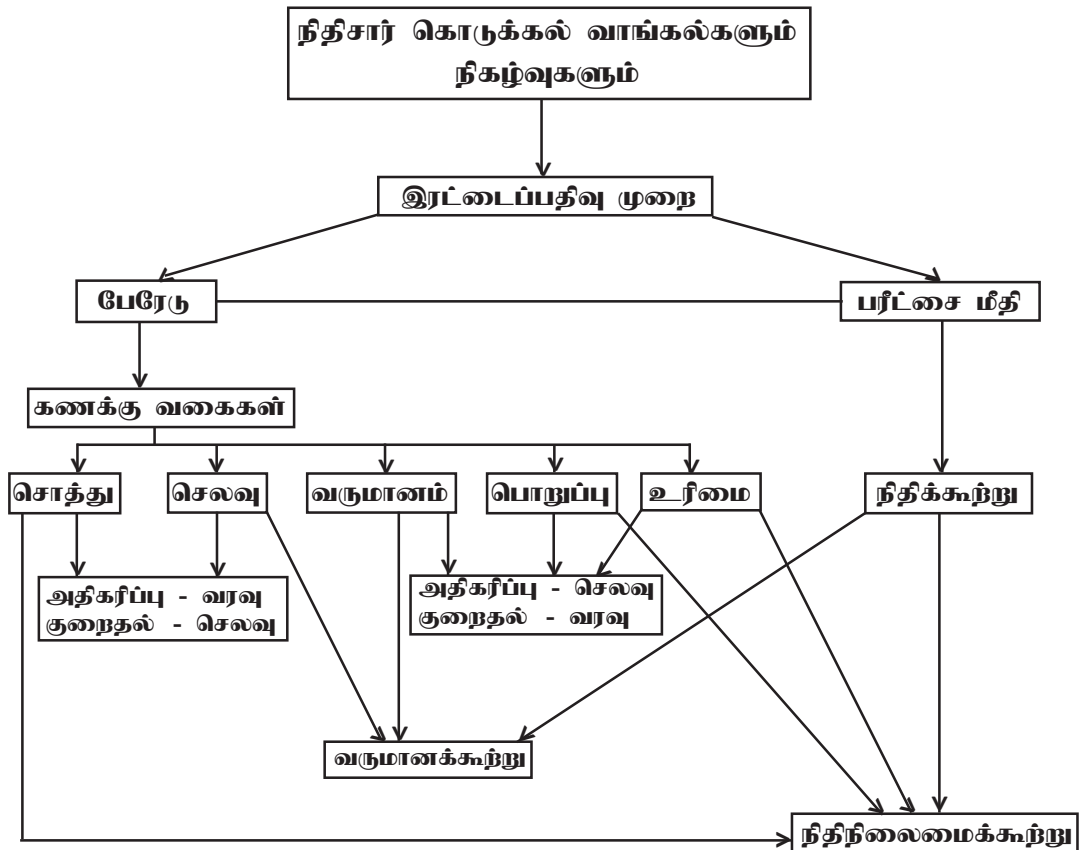 நிதிசார் கொடுக்கல் வாங்கல்களும்
நிகழ்வுகளும்
இரட்டைப்பதிவு முறை
பேரேடு
பரீட்சை மீதி
கணக்கு வகைகள்
சொத்து
செலவு
வருமானம்
பொறுப்பு
உரிமை
நிதிக்கூற்று
அதிகரிப்பு - வரவு
குறைதல் - செலவு
அதிகரிப்பு - செலவு
குறைதல் - வரவு
வருமானக்கூற்று
நிதிநிலைமைக்கூற்று